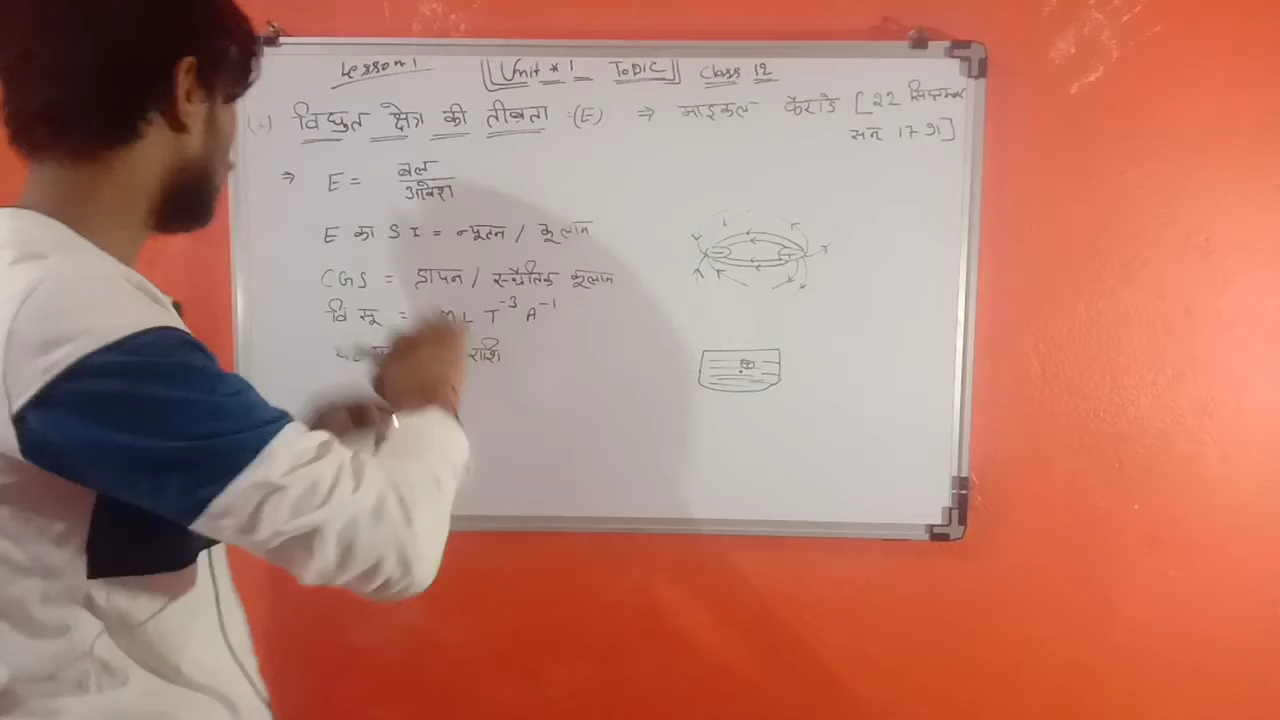 Lesson 1 Unit * 1 TOPIC Class 12
विद्युत क्षेत्र की तीव्रता :(E) ⇒ माइकल फैराडे [22 सितम्बर
सन 1791]
⇒ E = बल / आवेश
E का S I = न्यूटन / कूलाम
CGS = डायन / स्थैतिक कूलाम
वि सू = M L T⁻³ A⁻¹
राशि